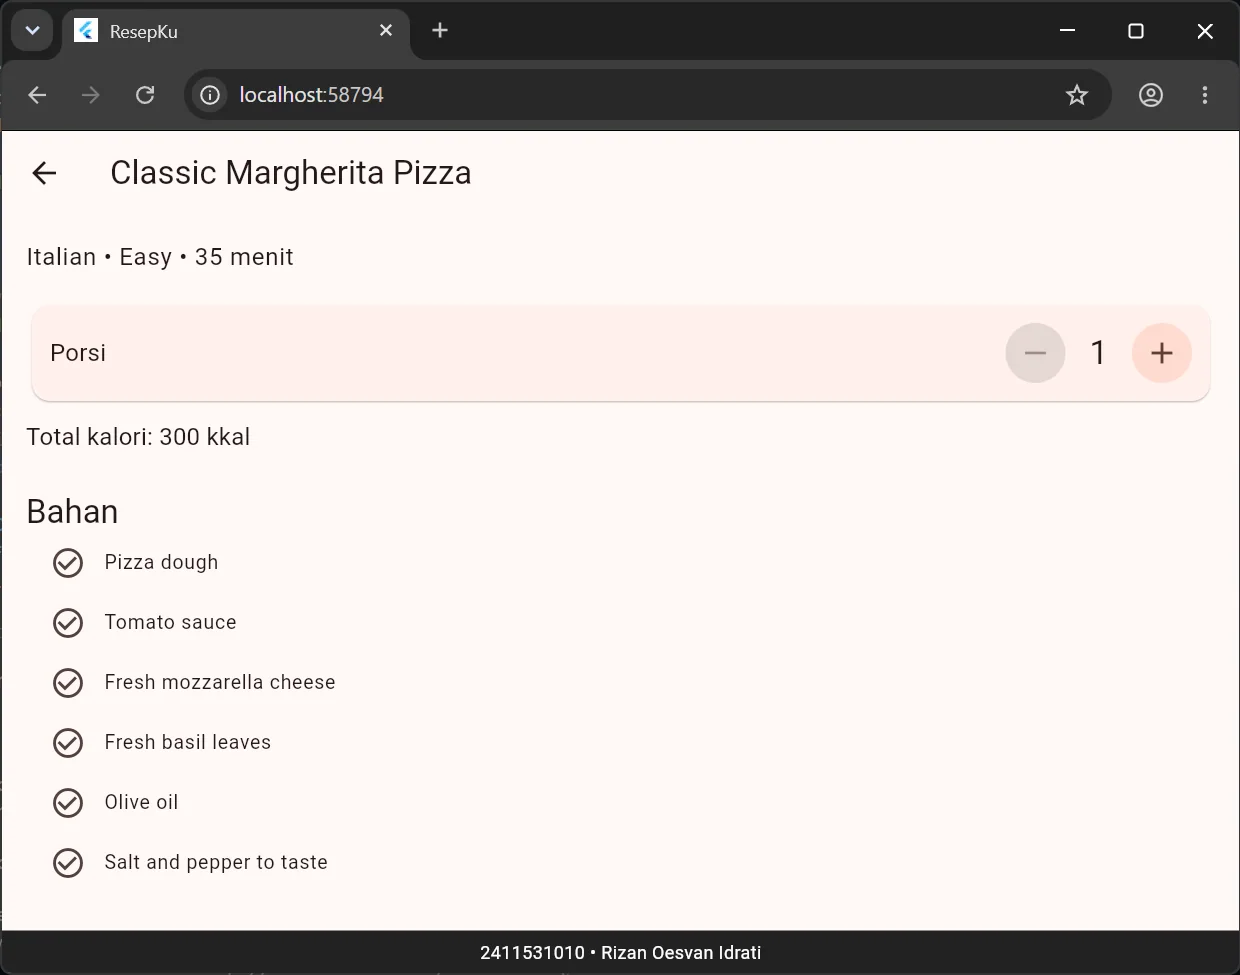 ResepKu
localhost:58794
Classic Margherita Pizza
Italian • Easy • 35 menit
Porsi
1
Total kalori: 300 kkal
Bahan
Pizza dough
Tomato sauce
Fresh mozzarella cheese
Fresh basil leaves
Olive oil
Salt and pepper to taste
2411531010 • Rizan Oesvan Idrati